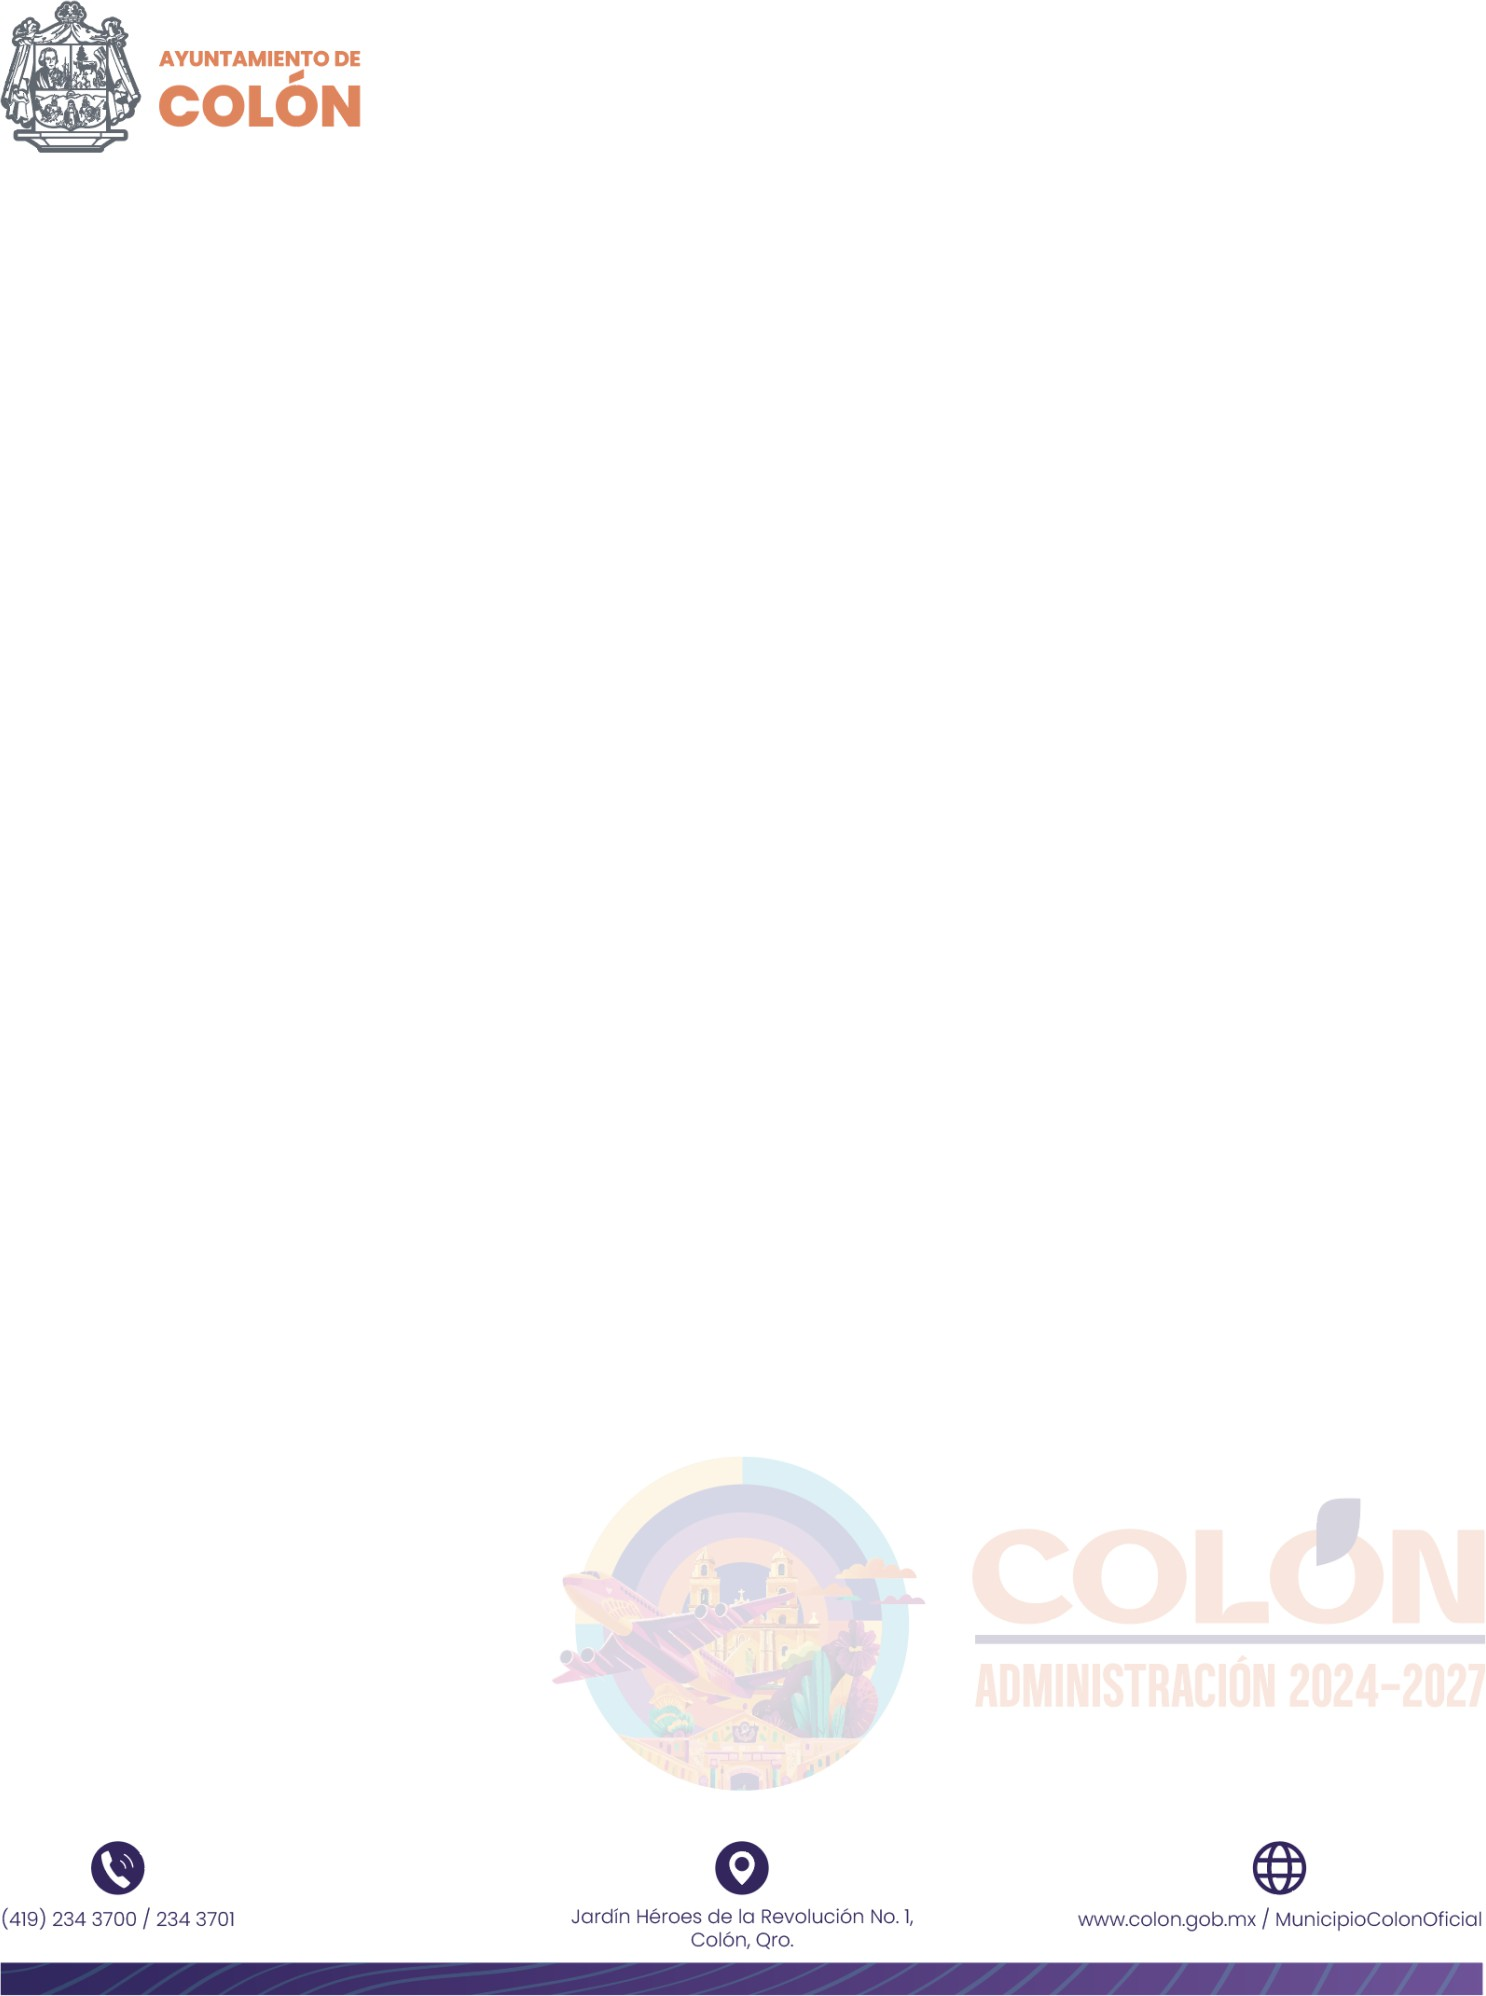 AYUNTAMIENTO DE
COLÓN
COLÓN
ADMINISTRACIÓN 2024-2027
(419) 234 3700 / 234 3701
Jardín Héroes de la Revolución No. 1,
Colón, Qro.
www.colon.gob.mx / MunicipioColonOficial